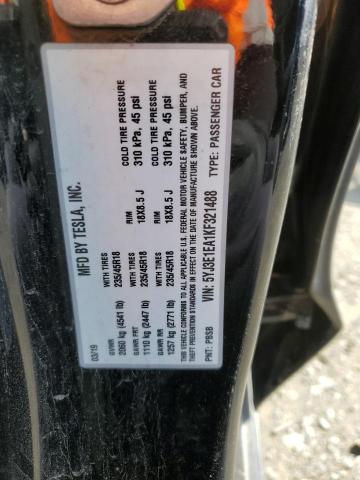 MFD BY TESLA, INC.
03/19
GVWR
2060 kg (4541 lb)
GAWR FRT WITH TIRES RIM COLD TIRE PRESSURE
1110 kg (2447 lb) 235/45R18 18X8.5 J 310 kPa, 45 psi
GAWR RR WITH TIRES RIM COLD TIRE PRESSURE
1257 kg (2771 lb) 235/45R18 18X8.5 J 310 kPa, 45 psi
THIS VEHICLE CONFORMS TO ALL APPLICABLE U.S. FEDERAL MOTOR VEHICLE SAFETY, BUMPER, AND
THEFT PREVENTION STANDARDS IN EFFECT ON THE DATE OF MANUFACTURE SHOWN ABOVE.
VIN: 5YJ3E1EA1KF321488 TYPE: PASSENGER CAR
PNT: PBSB